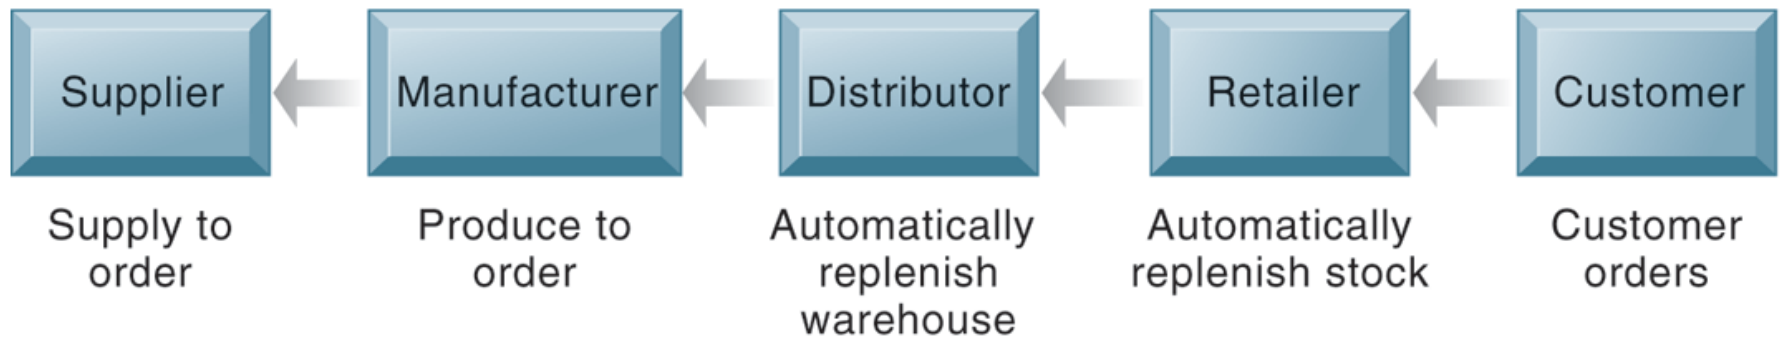 Supplier
Manufacturer
Distributor
Retailer
Customer
Supply to
order
Produce to
order
Automatically
replenish
warehouse
Automatically
replenish stock
Customer
orders